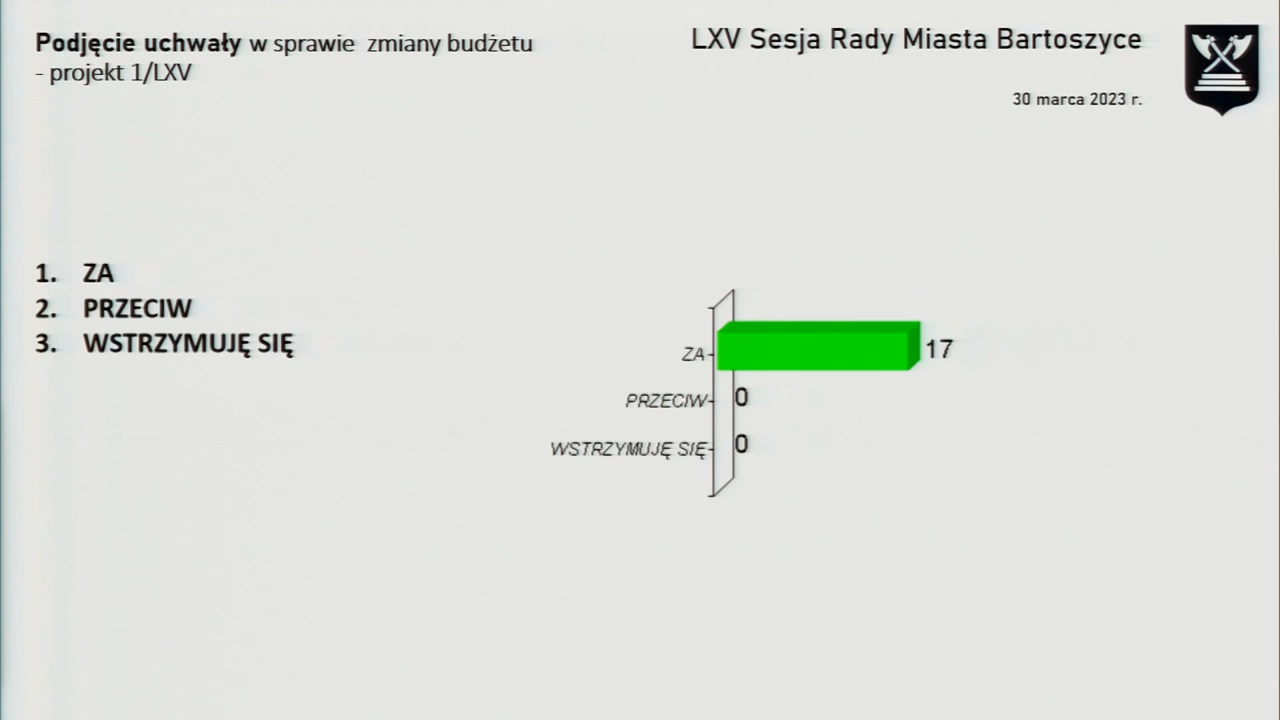 Podjęcie uchwały w sprawie zmiany budżetu
- projekt 1/LXV
LXV Sesja Rady Miasta Bartoszyce
30 marca 2023 r.
1. ZA
2. PRZECIW
3. WSTRZYMUJĘ SIĘ
ZA 17
PRZECIW 0
WSTRZYMUJĘ SIĘ 0